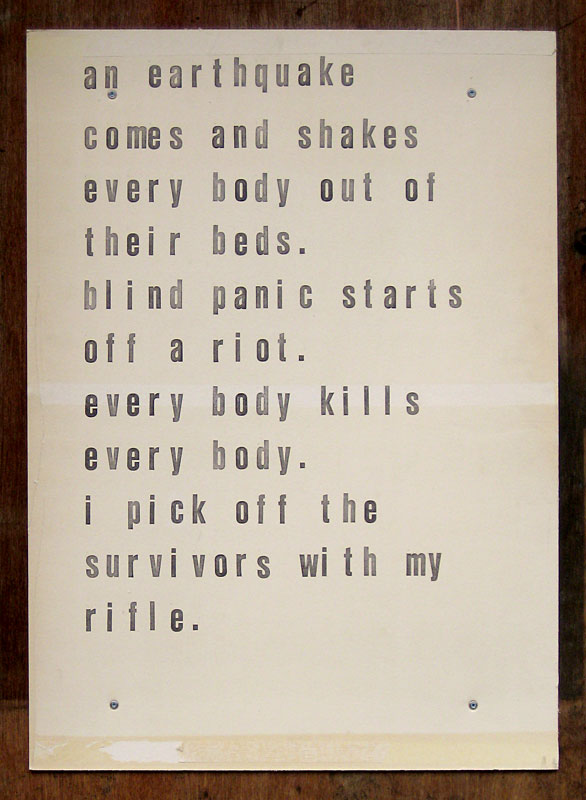 an earthquake
comes and shakes
every body out of
their beds.
blind panic starts
off a riot.
every body kills
every body.
i pick off the
survivors with my
rifle.